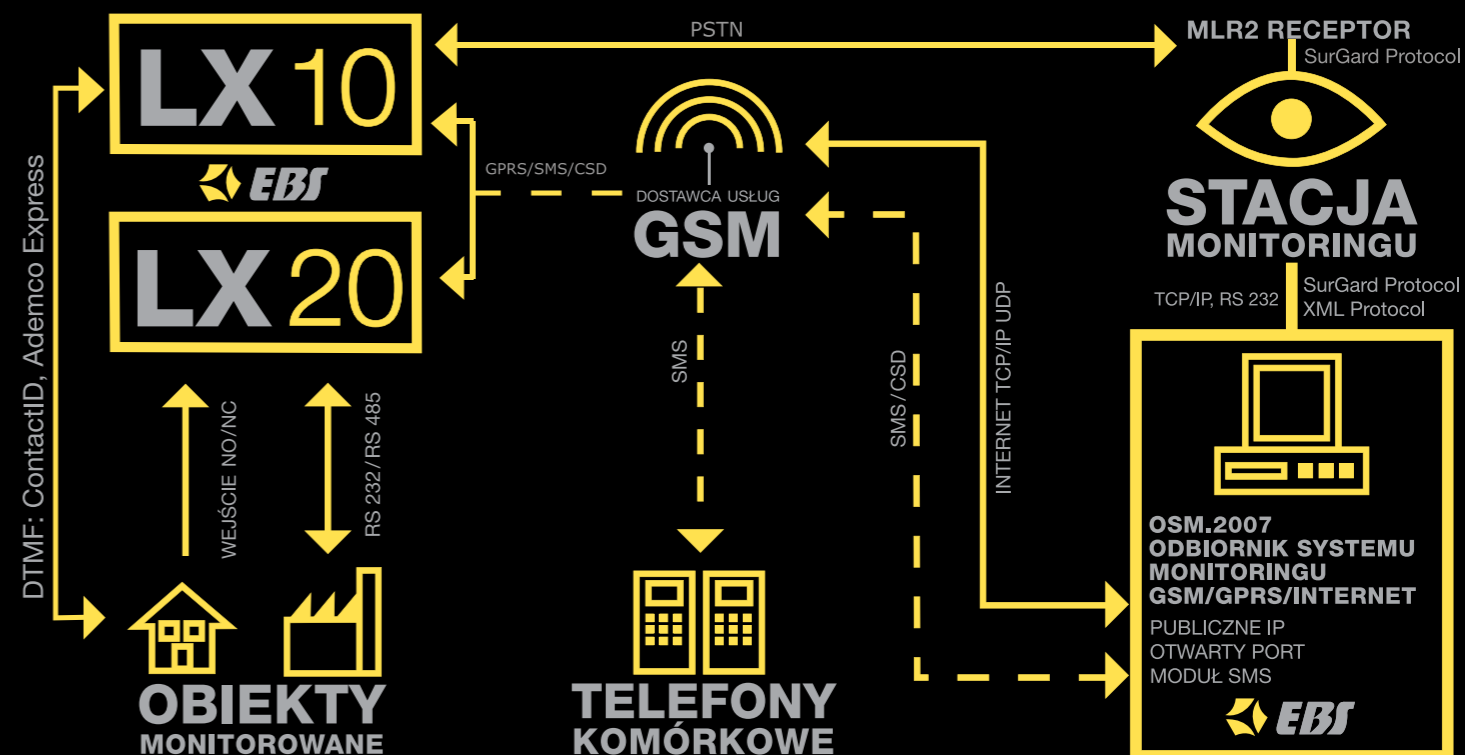 PSTN
MLR2 RECEPTOR
SurGard Protocol
LX 10
EBS
GPRS/SMS/CSD
DOSTAWCA USŁUG
GSM
STACJA
MONITORINGU
LX 20
TCP/IP, RS 232
SurGard Protocol
XML Protocol
DTMF: ContactID, Ademco Express
WEJŚCIE NO/NC
RS 232/RS 485
SMS
SMS/CSD
INTERNET TCP/IP UDP
OSM.2007
ODBIORNIK SYSTEMU
MONITORINGU
GSM/GPRS/INTERNET
PUBLICZNE IP
OTWARTY PORT
MODUŁ SMS
EBS
OBIEKTY
MONITOROWANE
TELEFONY
KOMÓRKOWE